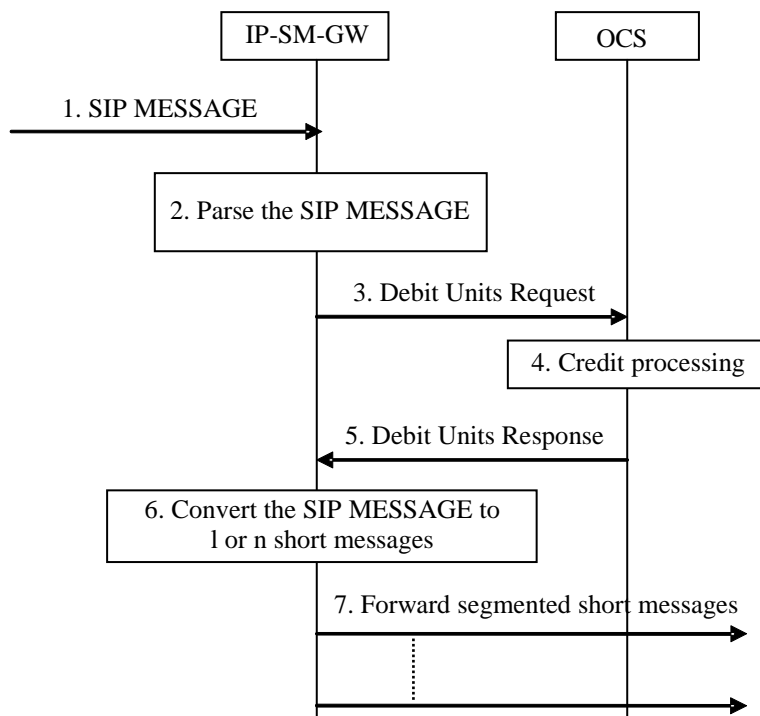 IP-SM-GW
OCS
1. SIP MESSAGE
2. Parse the SIP MESSAGE
3. Debit Units Request
4. Credit processing
5. Debit Units Response
6. Convert the SIP MESSAGE to
1 or n short messages
7. Forward segmented short messages